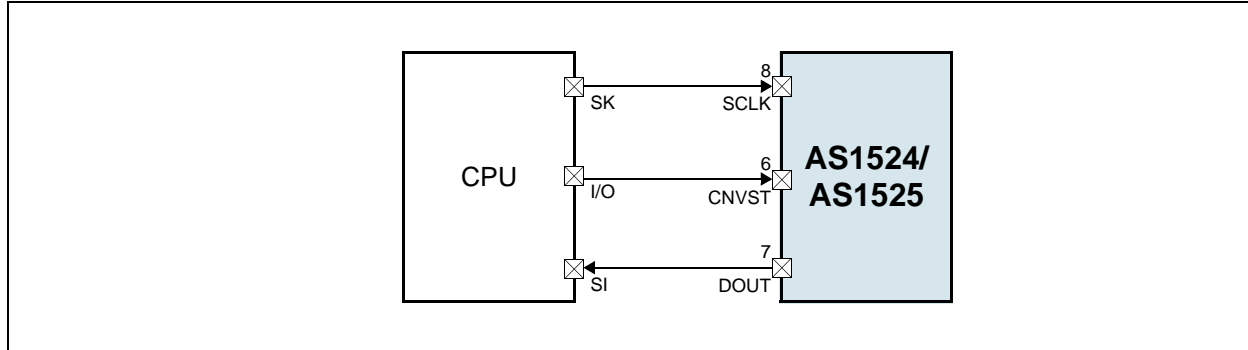 8
SK SCLK
CPU
AS1524/
AS1525
6
I/O CNVST
7
SI DOUT